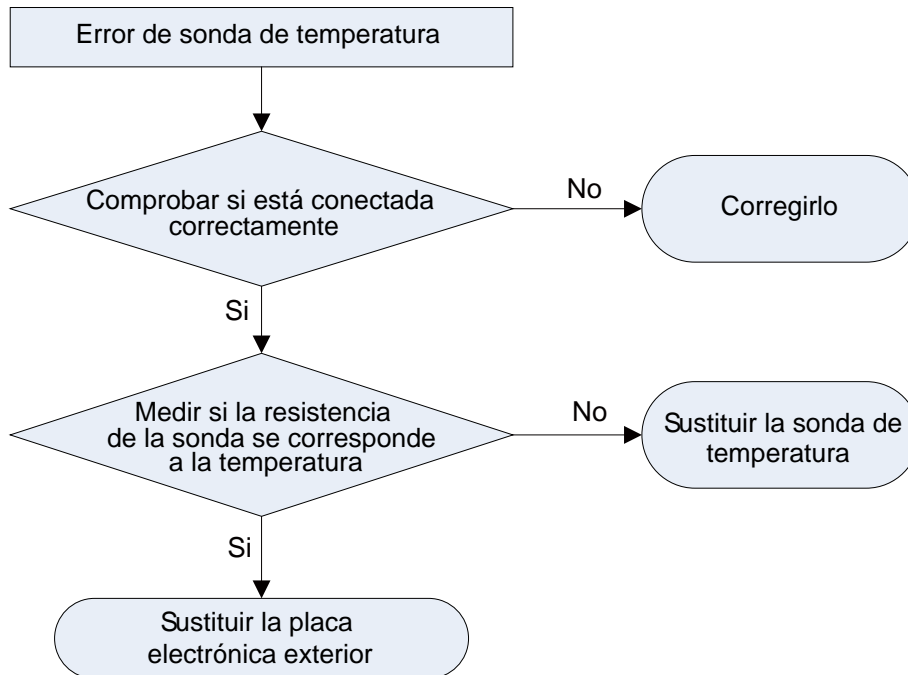 Error de sonda de temperatura
Comprobar si está conectada
correctamente
No
Corregirlo
Si
Medir si la resistencia
de la sonda se corresponde
a la temperatura
No
Sustituir la sonda de
temperatura
Si
Sustituir la placa
electrónica exterior